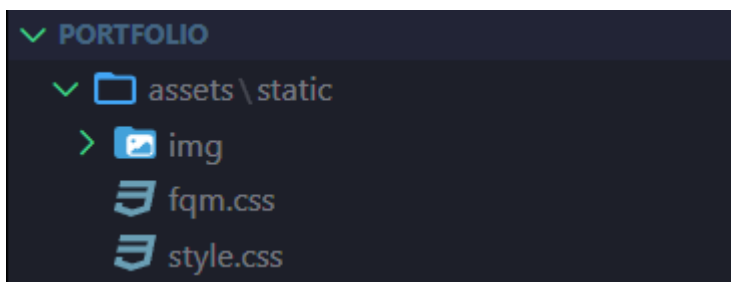 PORTFOLIO
assets\static
img
fqm.css
style.css